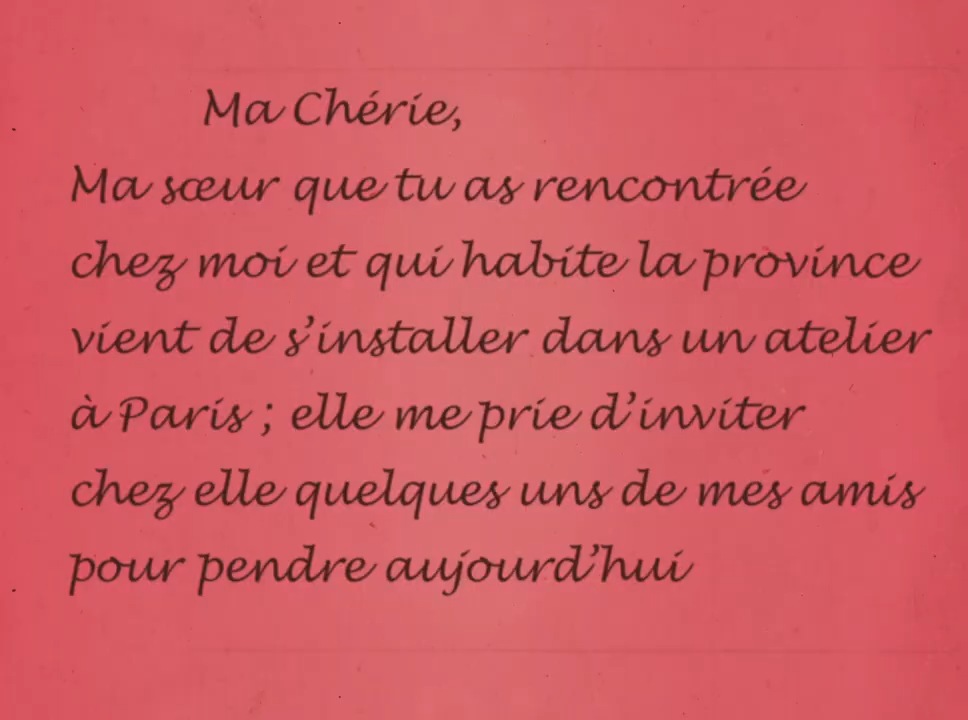 Ma Chérie,
Ma sœur que tu as rencontrée
chez moi et qui habite la province
vient de s'installer dans un atelier
à Paris ; elle me prie d'inviter
chez elle quelques uns de mes amis
pour pendre aujourd'hui